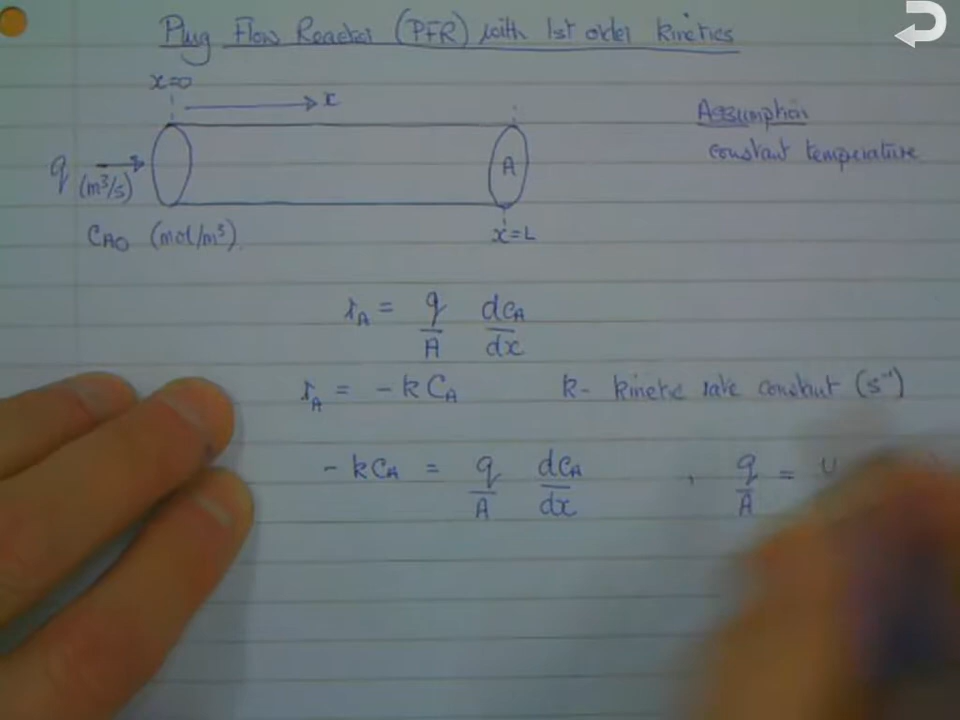 Plug Flow Reactor (PFR) with 1st order kinetics
x=0
x
Assumption
constant temperature
q
(m³/s)
A
CAO (mol/m³)
x=L
rA = q/A dCA/dx
rA = -k CA   k - kinetic rate constant (s⁻¹)
-kCA = q/A dCA/dx , q/A = U